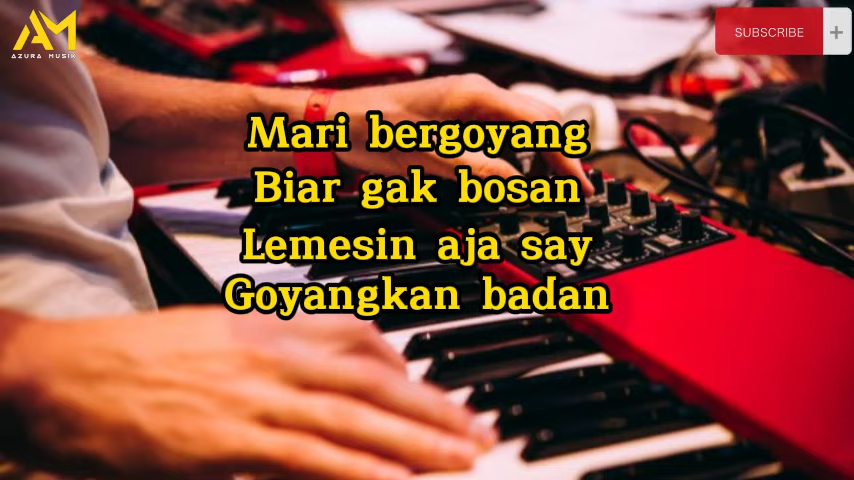 AM
AZURA MUSIK
SUBSCRIBE
Mari bergoyang
Biar gak bosan
Lemesin aja say
Goyangkan badan